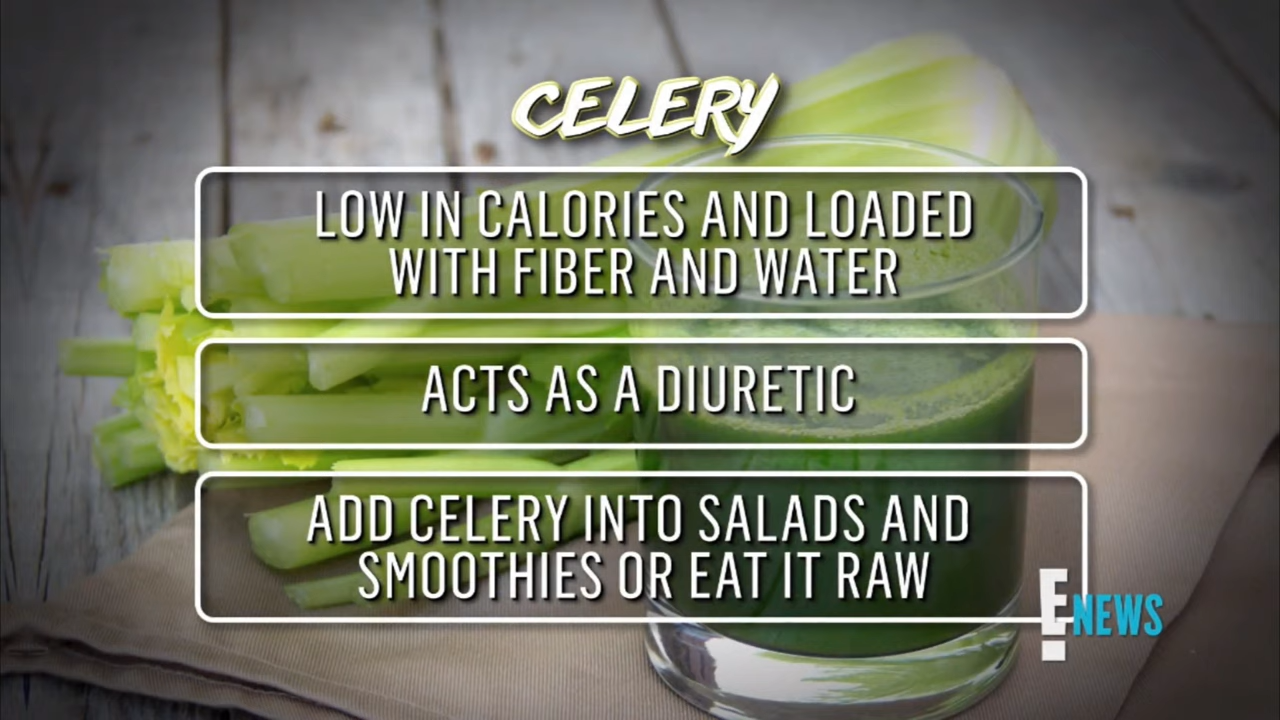 CELERY
LOW IN CALORIES AND LOADED
WITH FIBER AND WATER
ACTS AS A DIURETIC
ADD CELERY INTO SALADS AND
SMOOTHIES OR EAT IT RAW
E! NEWS